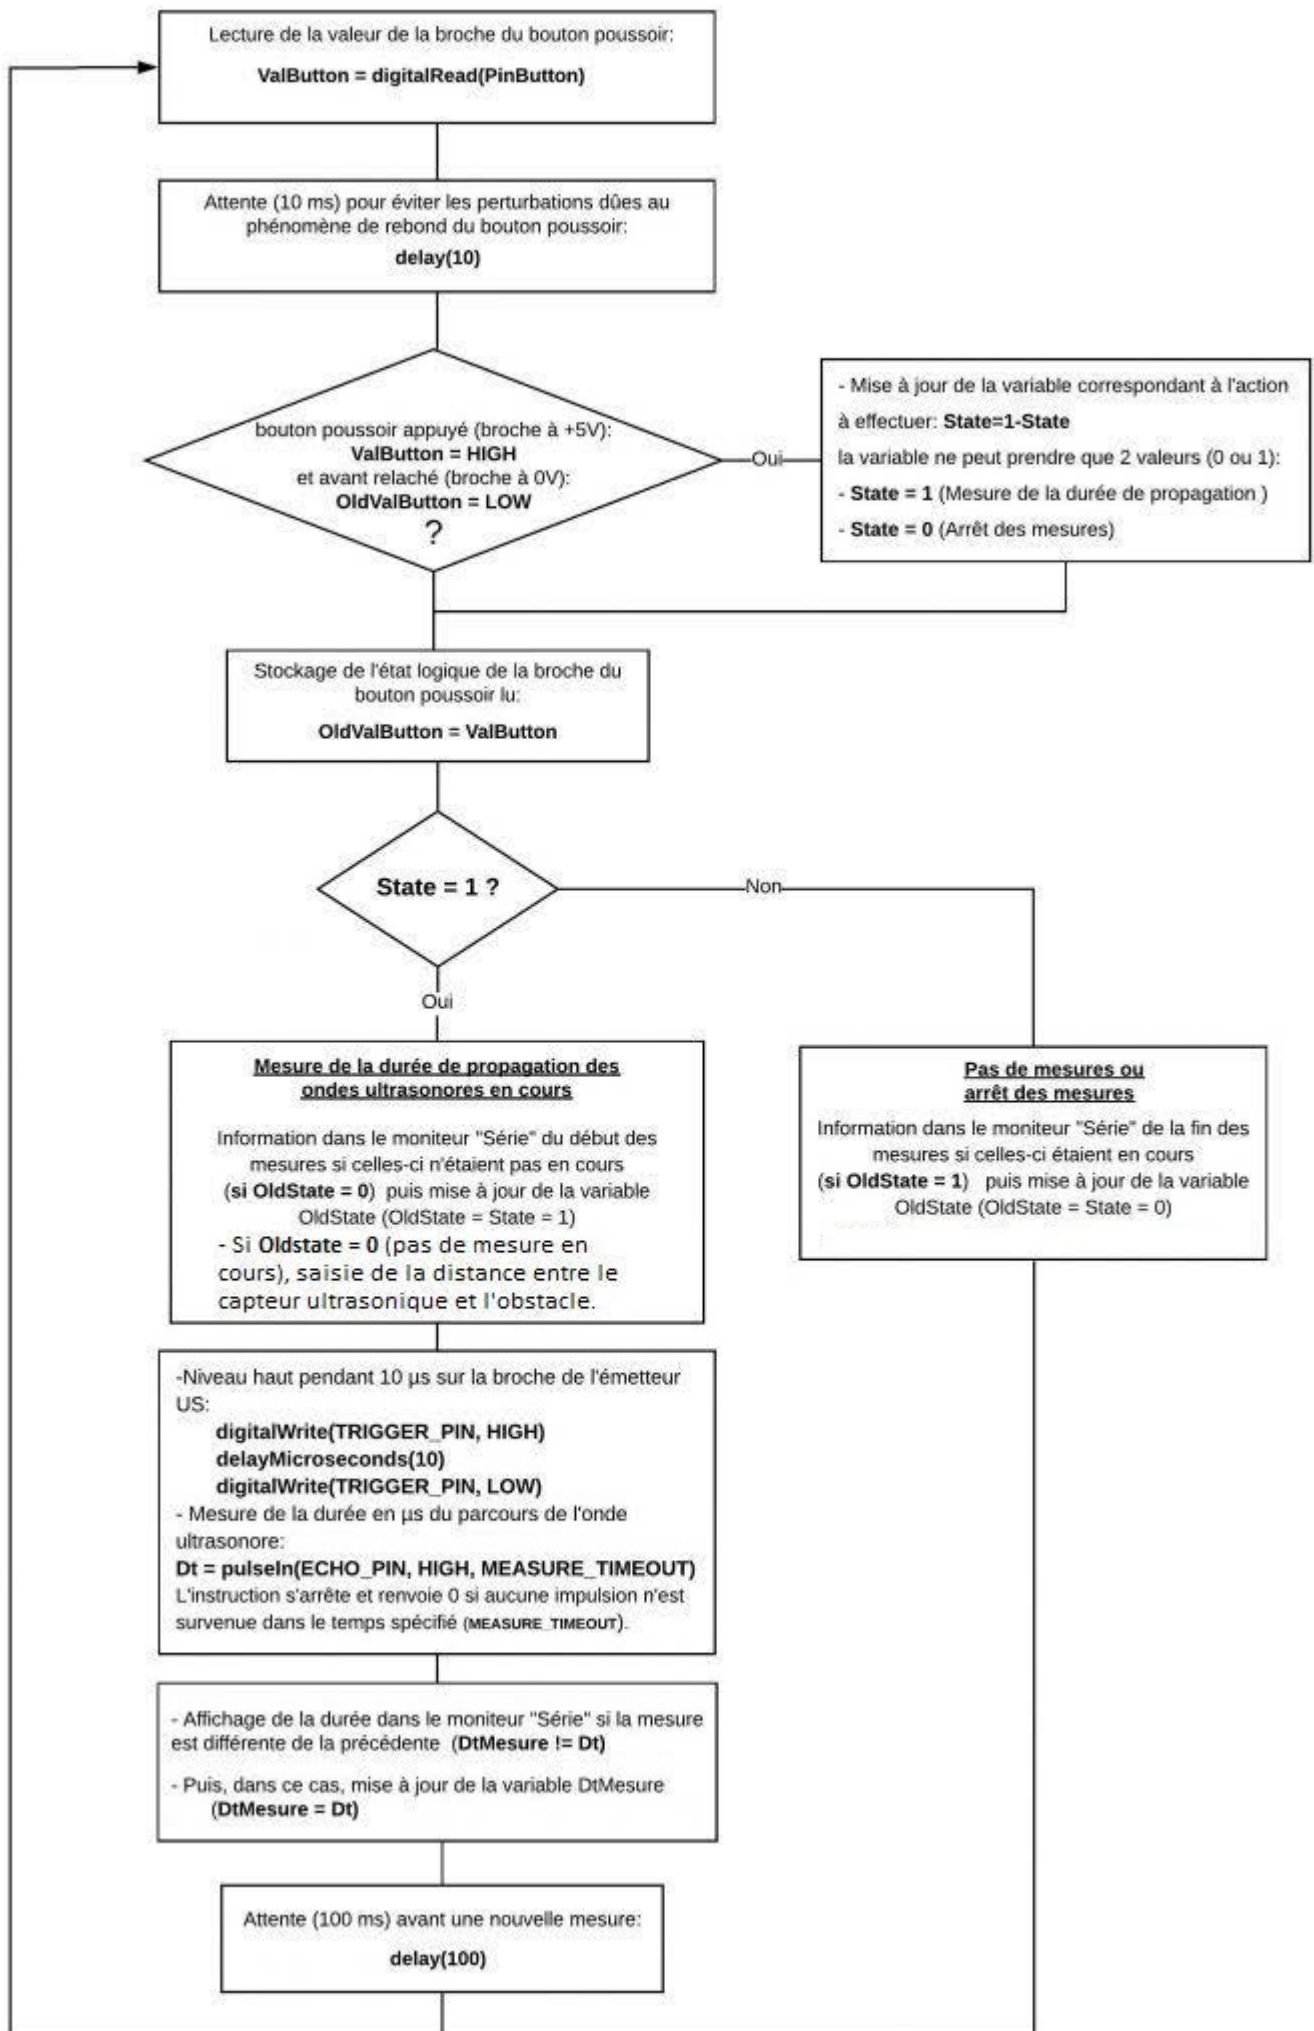 Lecture de la valeur de la broche du bouton poussoir:
ValButton = digitalRead(PinButton)
Attente (10 ms) pour éviter les perturbations dûes au
phénomène de rebond du bouton poussoir:
delay(10)
bouton poussoir appuyé (broche à +5V):
ValButton = HIGH
et avant relaché (broche à 0V):
OldValButton = LOW
?
Oui
- Mise à jour de la variable correspondant à l'action
à effectuer: State=1-State
la variable ne peut prendre que 2 valeurs (0 ou 1):
- State = 1 (Mesure de la durée de propagation )
- State = 0 (Arrêt des mesures)
Stockage de l'état logique de la broche du
bouton poussoir lu:
OldValButton = ValButton
State = 1 ?
Non
Oui
Mesure de la durée de propagation des
ondes ultrasonores en cours
Information dans le moniteur "Série" du début des
mesures si celles-ci n'étaient pas en cours
(si OldState = 0) puis mise à jour de la variable
OldState (OldState = State = 1)
- Si Oldstate = 0 (pas de mesure en
cours), saisie de la distance entre le
capteur ultrasonique et l'obstacle.
Pas de mesures ou
arrêt des mesures
Information dans le moniteur "Série" de la fin des
mesures si celles-ci étaient en cours
(si OldState = 1) puis mise à jour de la variable
OldState (OldState = State = 0)
-Niveau haut pendant 10 µs sur la broche de l'émetteur
US:
digitalWrite(TRIGGER_PIN, HIGH)
delayMicroseconds(10)
digitalWrite(TRIGGER_PIN, LOW)
- Mesure de la durée en µs du parcours de l'onde
ultrasonore:
Dt = pulseIn(ECHO_PIN, HIGH, MEASURE_TIMEOUT)
L'instruction s'arrête et renvoie 0 si aucune impulsion n'est
survenue dans le temps spécifié (MEASURE_TIMEOUT).
- Affichage de la durée dans le moniteur "Série" si la mesure
est différente de la précédente (DtMesure != Dt)
- Puis, dans ce cas, mise à jour de la variable DtMesure
(DtMesure = Dt)
Attente (100 ms) avant une nouvelle mesure:
delay(100)